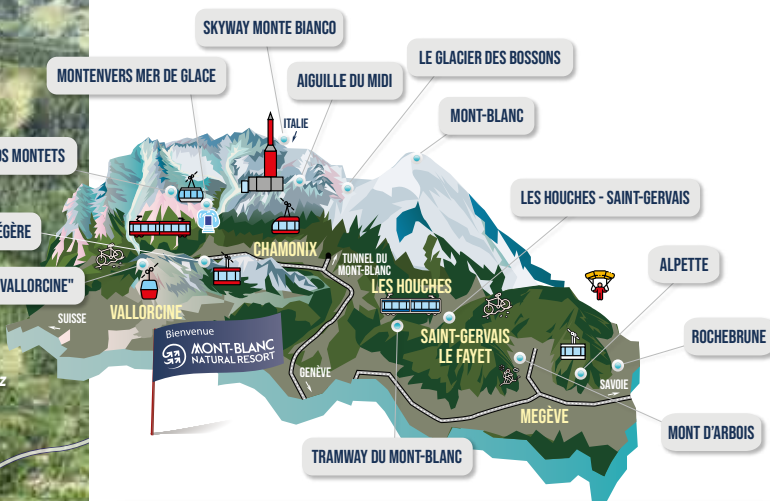 SKYWAY MONTE BIANCO
LE GLACIER DES BOSSONS
MONTENVERS MER DE GLACE
AIGUILLE DU MIDI
MONT-BLANC
ITALIE
MONTETS
LES HOUCHES - SAINT-GERVAIS
CHAMONIX
TUNNEL DU
MONT-BLANC
ALPETTE
VALLORCINE"
LES HOUCHES
VALLORCINE
SUISSE
SAINT-GERVAIS
LE FAYET
ROCHEBRUNE
Bienvenue
MONT-BLANC
NATURAL RESORT
GENÈVE
SAVOIE
MEGÈVE
MONT D'ARBOIS
TRAMWAY DU MONT-BLANC